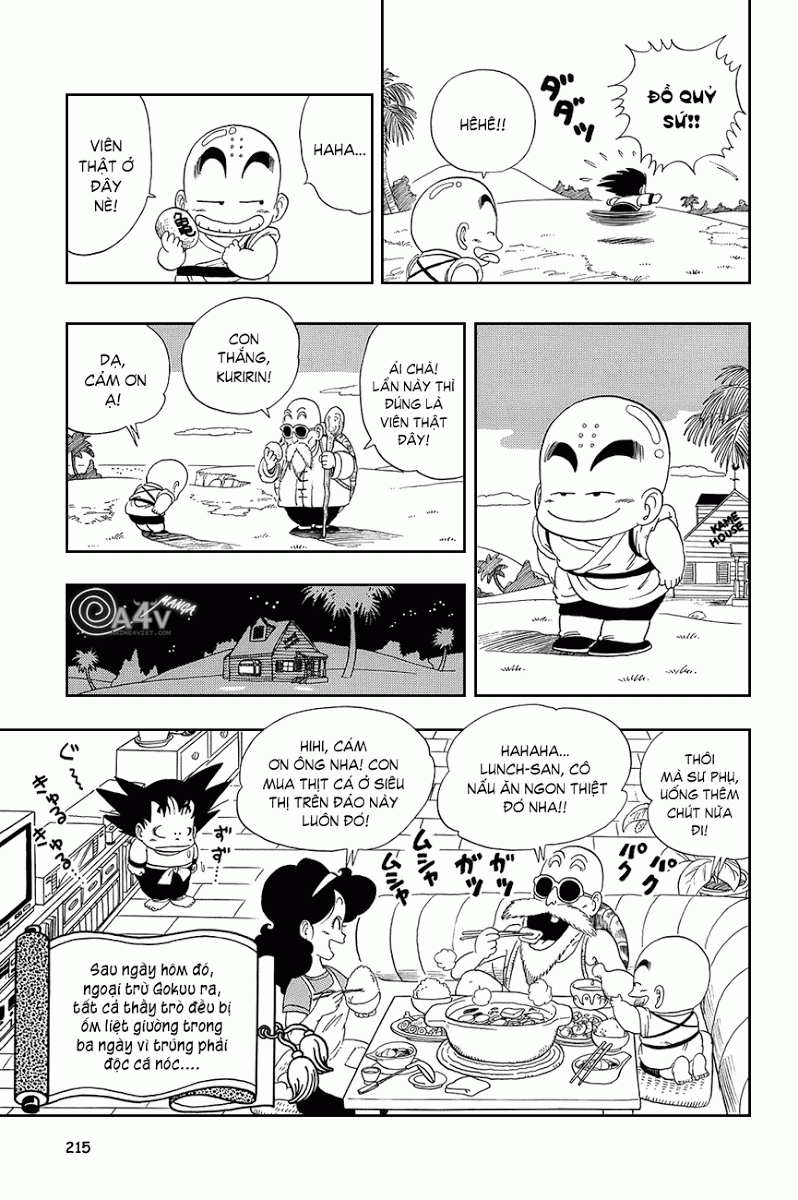 ĐỒ QUỶ
SỨ!!
HÊHÊ!!
ダダダッ
HAHA...
VIÊN
THẬT Ở
ĐÂY
NÈ!
KAME
HOUSE
ÁI CHÀ!
LẦN NÀY THÌ
ĐÚNG LÀ
VIÊN THẬT
ĐÂY!
CON
THẮNG,
KURIRIN!
DẠ,
CẢM ƠN
Ạ!
A4V
MANGA
ANIME4VIET.COM
THÔI
MÀ SƯ PHỤ,
UỐNG THÊM
CHÚT NỮA
ĐI!
HAHAHA...
LUNCH-SAN, CÔ
NẤU ĂN NGON THIỆT
ĐÓ NHA!!
HIHI, CÁM
ƠN ÔNG NHA! CON
MUA THỊT CÁ Ở SIÊU
THỊ TRÊN ĐẢO NÀY
LUÔN ĐÓ!
パクパク
ガツガツ
ムシャムシャ
ぐ~
きゅるきゅる
ずずず...
Sau ngày hôm đó,
ngoại trừ Gokuu ra,
tất cả thầy trò đều bị
ốm liệt giường trong
ba ngày vì trúng phải
độc cá nóc....
215